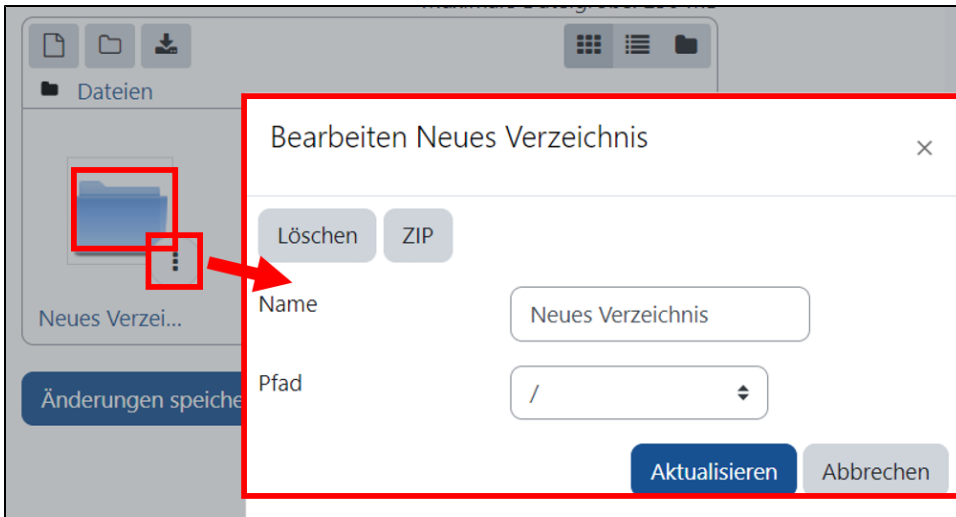 Dateien
Neues Verzei...
Änderungen speiche
Bearbeiten Neues Verzeichnis
×
Löschen ZIP
Name Neues Verzeichnis
Pfad /
Aktualisieren Abbrechen